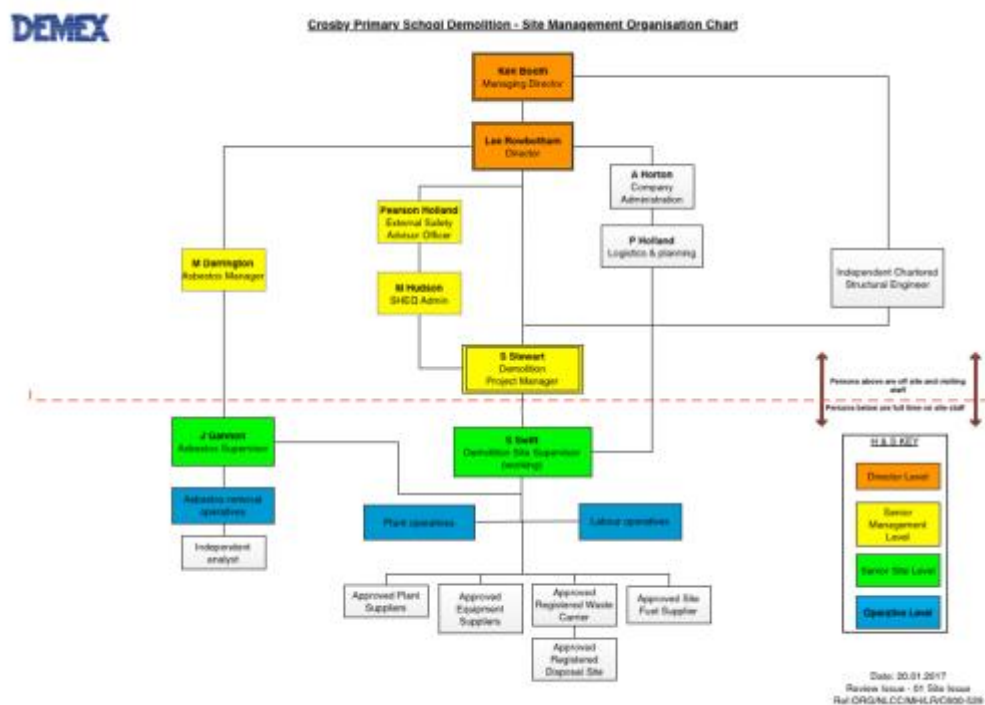 DEMEX
Crosby Primary School Demolition - Site Management Organisation Chart
Ken Booth
Managing Director
Lee Rowbotham
Director
A Horton
Company
Administration
Pearson Holland
External Safety
Advisor Officer
P Holland
Logistics & planning
M Darrington
Asbestos Manager
Independent Chartered
Structural Engineer
M Hudson
SHEQ Admin
S Stewart
Demolition
Project Manager
Persons above are off site and visiting
staff
Persons below are full time on site staff
J Gannon
Asbestos Supervisor
S Swift
Demolition Site Supervisor
(working)
H & S KEY
Director Level
Senior
Management
Level
Senior Site Level
Operative Level
Asbestos removal
operatives
Plant operatives
Labour operatives
Independent
analyst
Approved Plant
Suppliers
Approved
Equipment
Suppliers
Approved
Registered Waste
Carrier
Approved Site
Fuel Supplier
Approved
Registered
Disposal Site
Date: 20.01.2017
Review Issue - 01 Site Issue